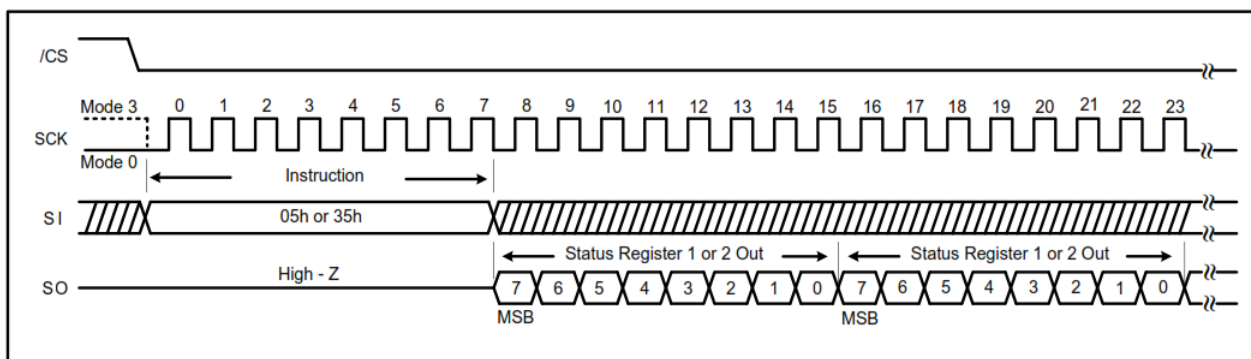 /CS
Mode 3 0 1 2 3 4 5 6 7 8 9 10 11 12 13 14 15 16 17 18 19 20 21 22 23
SCK
Mode 0
Instruction
SI 05h or 35h
Status Register 1 or 2 Out Status Register 1 or 2 Out
High - Z
SO 7 6 5 4 3 2 1 0 7 6 5 4 3 2 1 0
MSB MSB